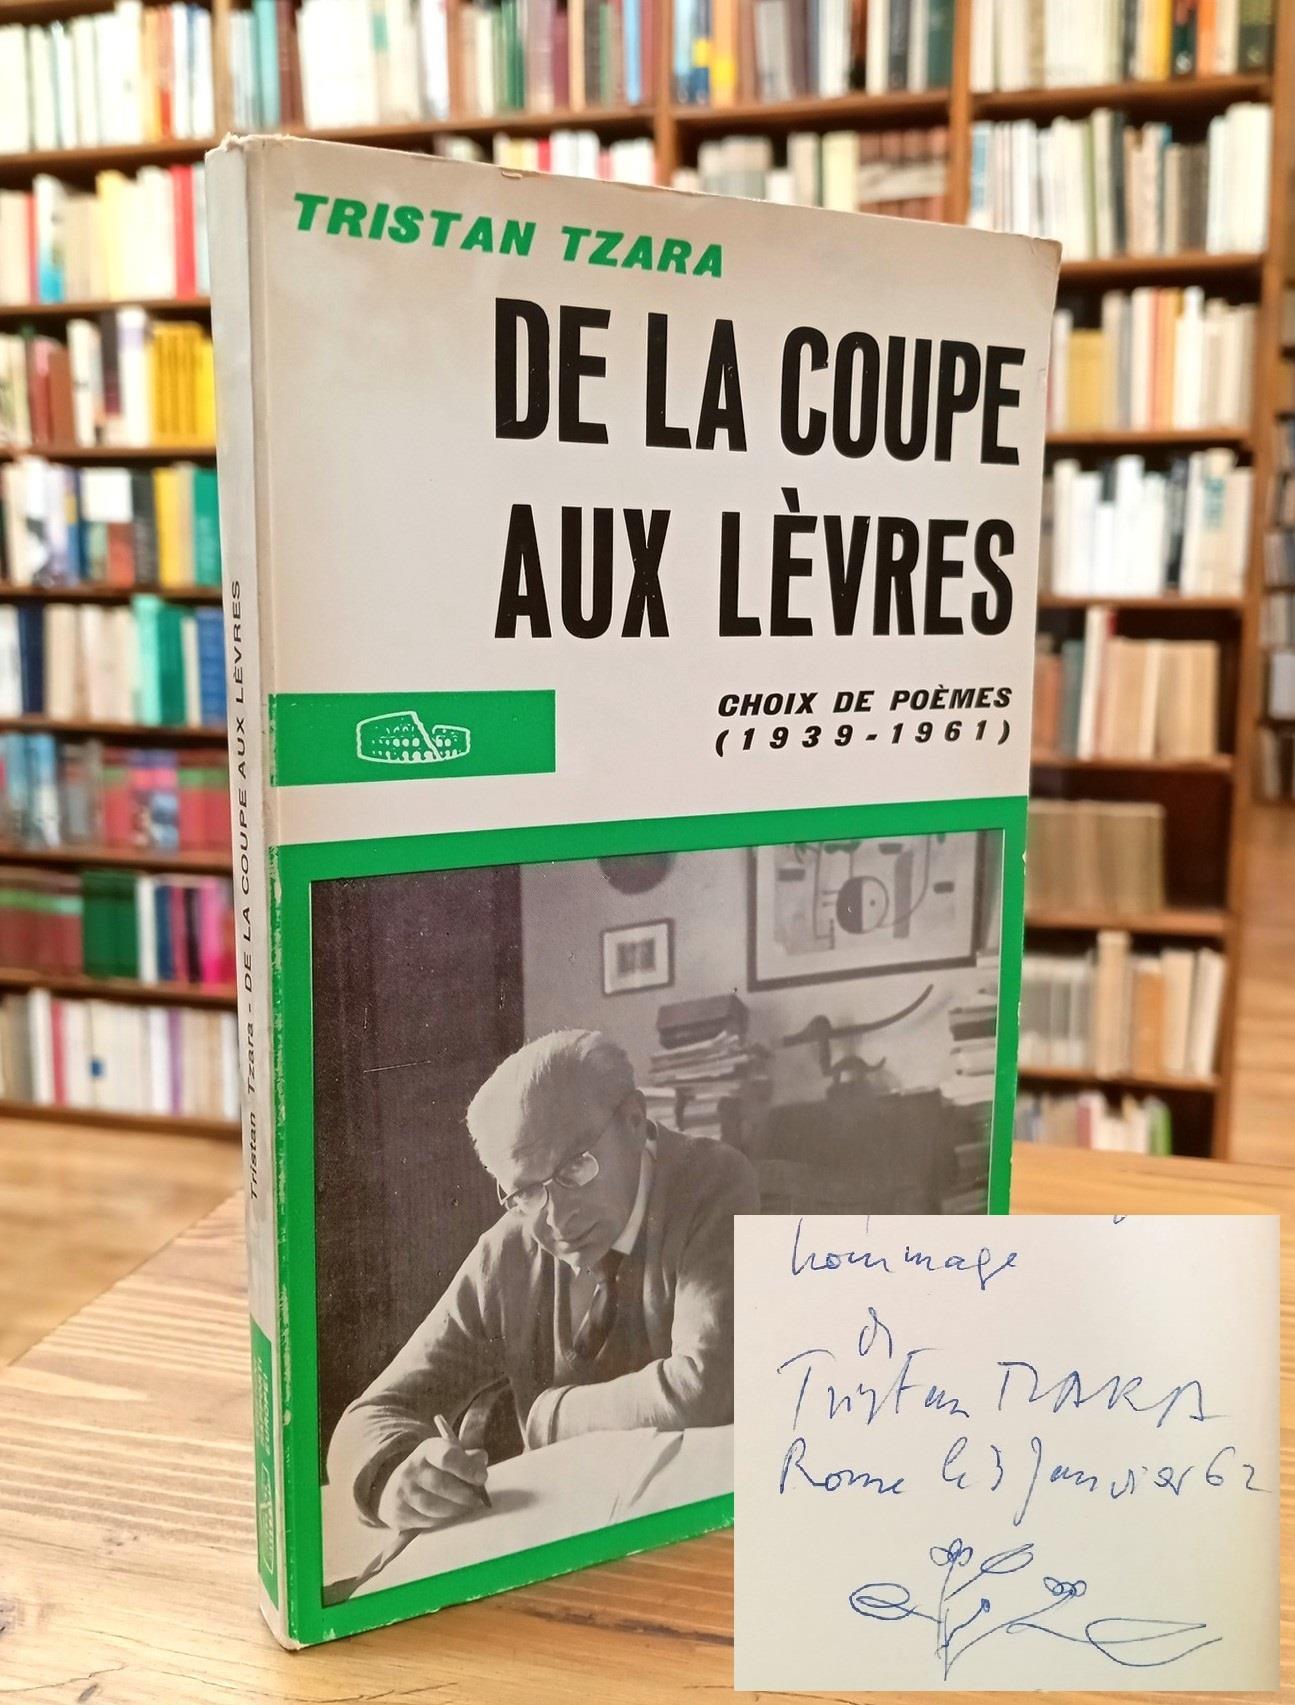 TRISTAN TZARA
DE LA COUPE
AUX LÈVRES
CHOIX DE POÈMES
(1939-1961)
Tristan Tzara - DE LA COUPE AUX LÈVRES
EUROPEI
hommage
de
Tristan TZARA
Rome le 3 Janvier 62